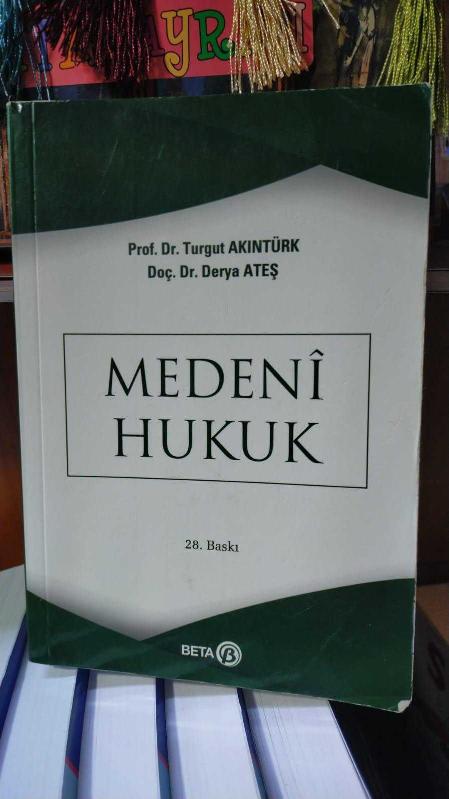 Prof. Dr. Turgut AKINTÜRK
Doç. Dr. Derya ATEŞ
MEDENÎ
HUKUK
28. Baskı
BETA B